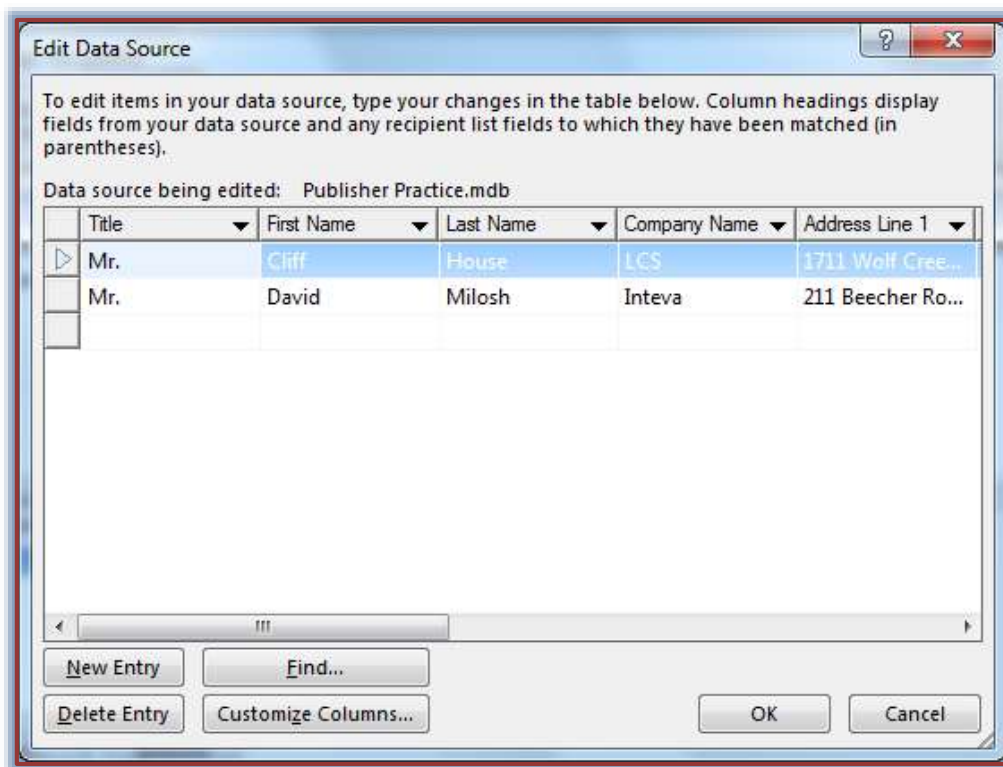 Edit Data Source
To edit items in your data source, type your changes in the table below. Column headings display
fields from your data source and any recipient list fields to which they have been matched (in
parentheses).
Data source being edited: Publisher Practice.mdb
Title First Name Last Name Company Name Address Line 1
Mr. Cliff House LCS 1711 Wolf Cree...
Mr. David Milosh Inteva 211 Beecher Ro...
New Entry Find...
Delete Entry Customize Columns... OK Cancel